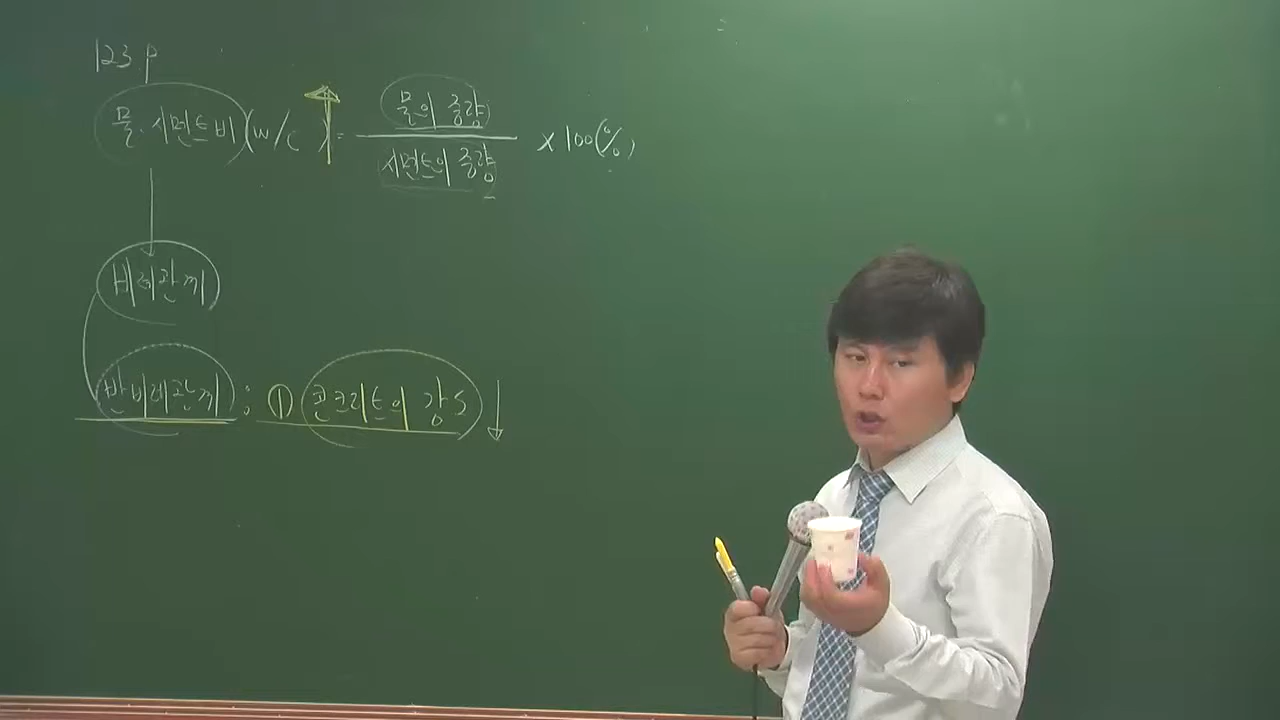 123 P
물·시멘트비(W/C)↑ = 물의 중량 / 시멘트의 중량 × 100(%)
비례관계
반비례관계 : ① 콘크리트의 강도 ↓